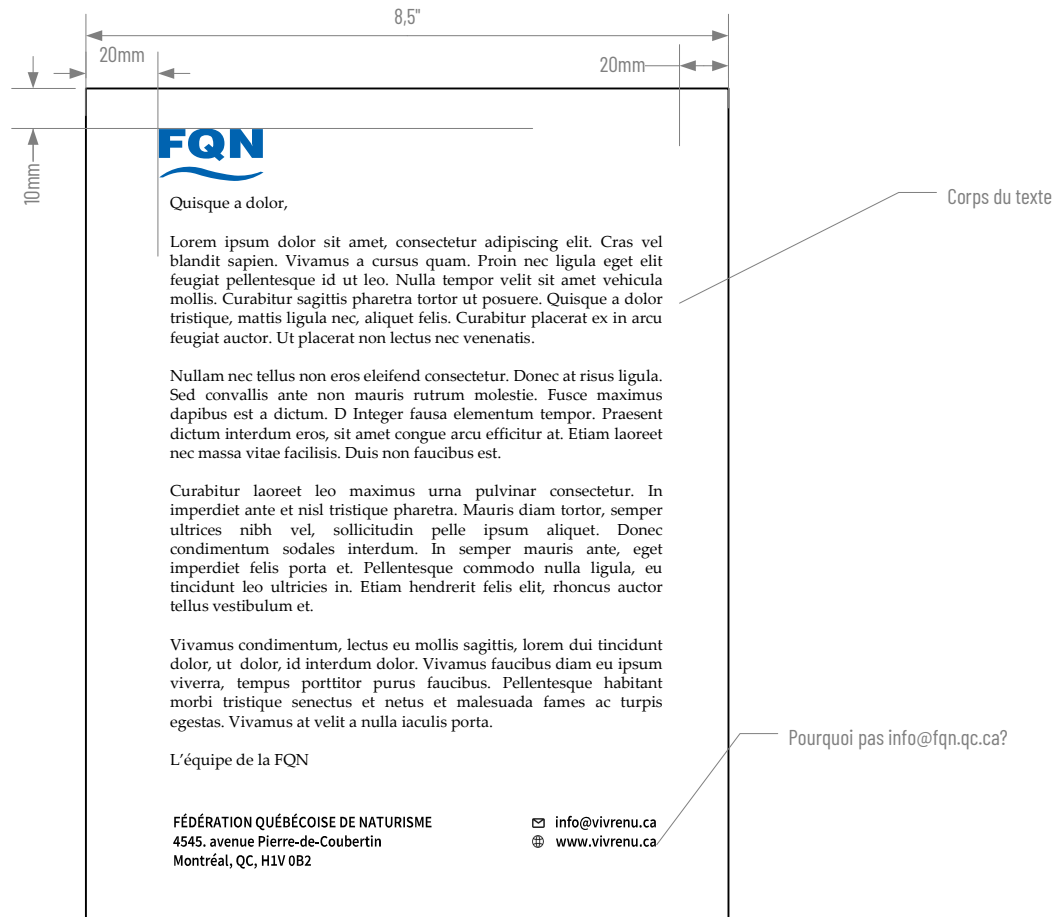 8,5"
20mm
20mm
10mm
FQN
Corps du texte
Quisque a dolor,
Lorem ipsum dolor sit amet, consectetur adipiscing elit. Cras vel
blandit sapien. Vivamus a cursus quam. Proin nec ligula eget elit
feugiat pellentesque id ut leo. Nulla tempor velit sit amet vehicula
mollis. Curabitur sagittis pharetra tortor ut posuere. Quisque a dolor
tristique, mattis ligula nec, aliquet felis. Curabitur placerat ex in arcu
feugiat auctor. Ut placerat non lectus nec venenatis.
Nullam nec tellus non eros eleifend consectetur. Donec at risus ligula.
Sed convallis ante non mauris rutrum molestie. Fusce maximus
dapibus est a dictum. D Integer fausa elementum tempor. Praesent
dictum interdum eros, sit amet congue arcu efficitur at. Etiam laoreet
nec massa vitae facilisis. Duis non faucibus est.
Curabitur laoreet leo maximus urna pulvinar consectetur. In
imperdiet ante et nisl tristique pharetra. Mauris diam tortor, semper
ultrices nibh vel, sollicitudin pelle ipsum aliquet. Donec
condimentum sodales interdum. In semper mauris ante, eget
imperdiet felis porta et. Pellentesque commodo nulla ligula, eu
tincidunt leo ultricies in. Etiam hendrerit felis elit, rhoncus auctor
tellus vestibulum et.
Vivamus condimentum, lectus eu mollis sagittis, lorem dui tincidunt
dolor, ut dolor, id interdum dolor. Vivamus faucibus diam eu ipsum
viverra, tempus porttitor purus faucibus. Pellentesque habitant
morbi tristique senectus et netus et malesuada fames ac turpis
egestas. Vivamus at velit a nulla iaculis porta.
Pourquoi pas info@fqn.qc.ca?
L'équipe de la FQN
FÉDÉRATION QUÉBÉCOISE DE NATURISME
4545. avenue Pierre-de-Coubertin
Montréal, QC, H1V 0B2
info@vivrenu.ca
www.vivrenu.ca